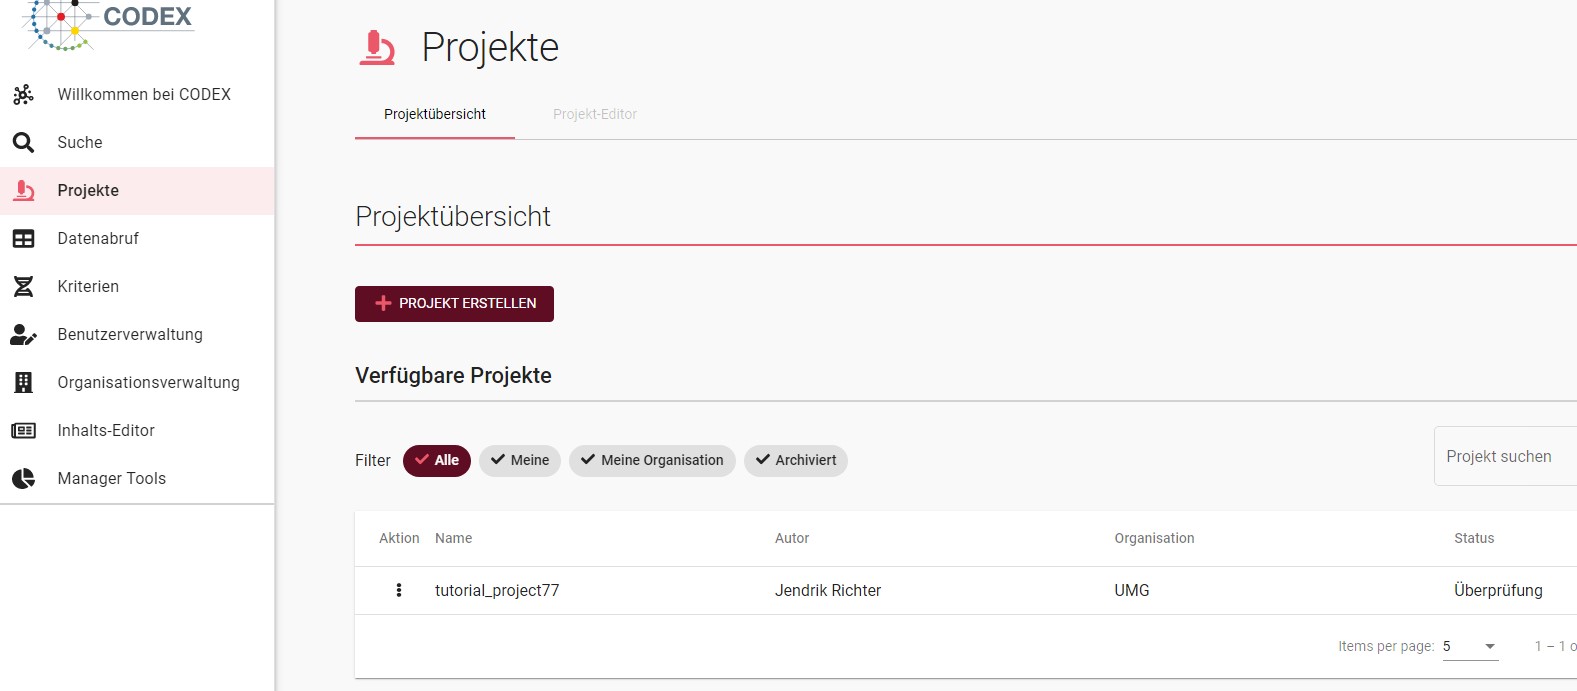 CODEX
Willkommen bei CODEX
Suche
Projekte
Datenabruf
Kriterien
Benutzerverwaltung
Organisationsverwaltung
Inhalts-Editor
Manager Tools
Projekte
Projektübersicht Projekt-Editor
Projektübersicht
PROJEKT ERSTELLEN
Verfügbare Projekte
Filter Alle Meine Meine Organisation Archiviert
Projekt suchen
Aktion Name Autor Organisation Status
tutorial_project77 Jendrik Richter UMG Überprüfung
Items per page: 5 1 – 1 o